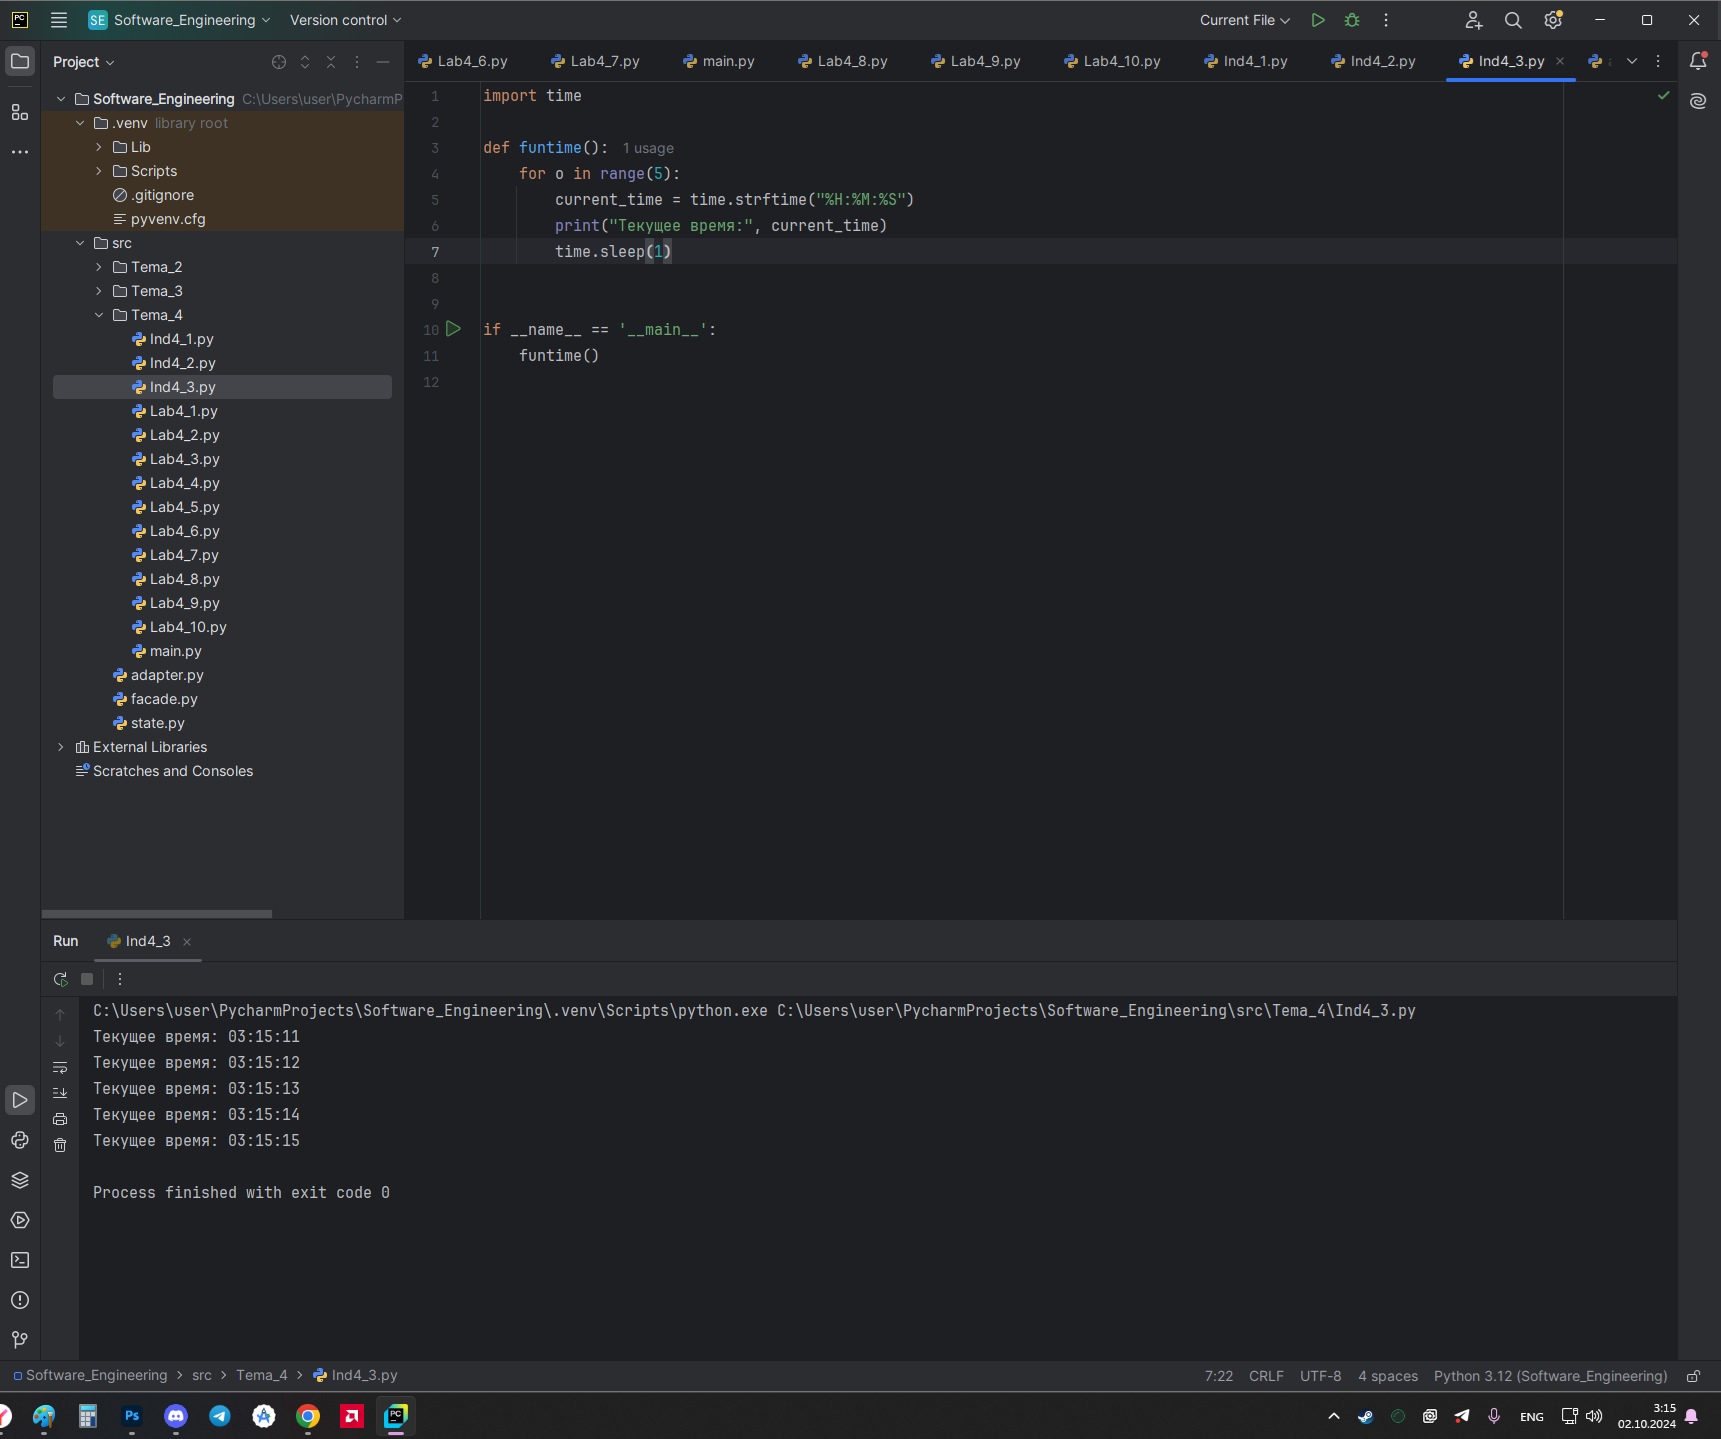 PC SE Software_Engineering Version control Current File
Project
Lab4_6.py Lab4_7.py main.py Lab4_8.py Lab4_9.py Lab4_10.py Ind4_1.py Ind4_2.py Ind4_3.py
Software_Engineering C:\Users\user\PycharmP
.venv library root
Lib
Scripts
.gitignore
pyvenv.cfg
src
Tema_2
Tema_3
Tema_4
Ind4_1.py
Ind4_2.py
Ind4_3.py
Lab4_1.py
Lab4_2.py
Lab4_3.py
Lab4_4.py
Lab4_5.py
Lab4_6.py
Lab4_7.py
Lab4_8.py
Lab4_9.py
Lab4_10.py
main.py
adapter.py
facade.py
state.py
External Libraries
Scratches and Consoles
1 import time
2
3 def funtime(): 1 usage
4 for o in range(5):
5 current_time = time.strftime("%H:%M:%S")
6 print("Текущее время:", current_time)
7 time.sleep(1)
8
9
10 if __name__ == '__main__':
11 funtime()
12
Run Ind4_3
C:\Users\user\PycharmProjects\Software_Engineering\.venv\Scripts\python.exe C:\Users\user\PycharmProjects\Software_Engineering\src\Tema_4\Ind4_3.py
Текущее время: 03:15:11
Текущее время: 03:15:12
Текущее время: 03:15:13
Текущее время: 03:15:14
Текущее время: 03:15:15
Process finished with exit code 0
Software_Engineering > src > Tema_4 > Ind4_3.py
7:22 CRLF UTF-8 4 spaces Python 3.12 (Software_Engineering)
Ps PC
ENG
3:15
02.10.2024